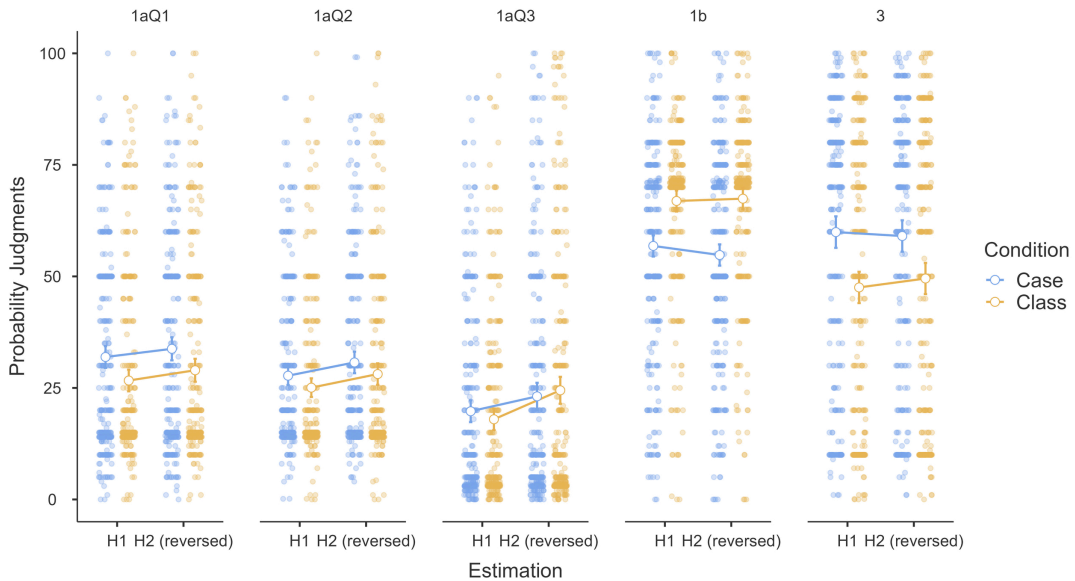 1aQ1 1aQ2 1aQ3 1b 3
100
75
50
25
0
Probability Judgments
H1 H2 (reversed) H1 H2 (reversed) H1 H2 (reversed) H1 H2 (reversed) H1 H2 (reversed)
Estimation
Condition
Case
Class